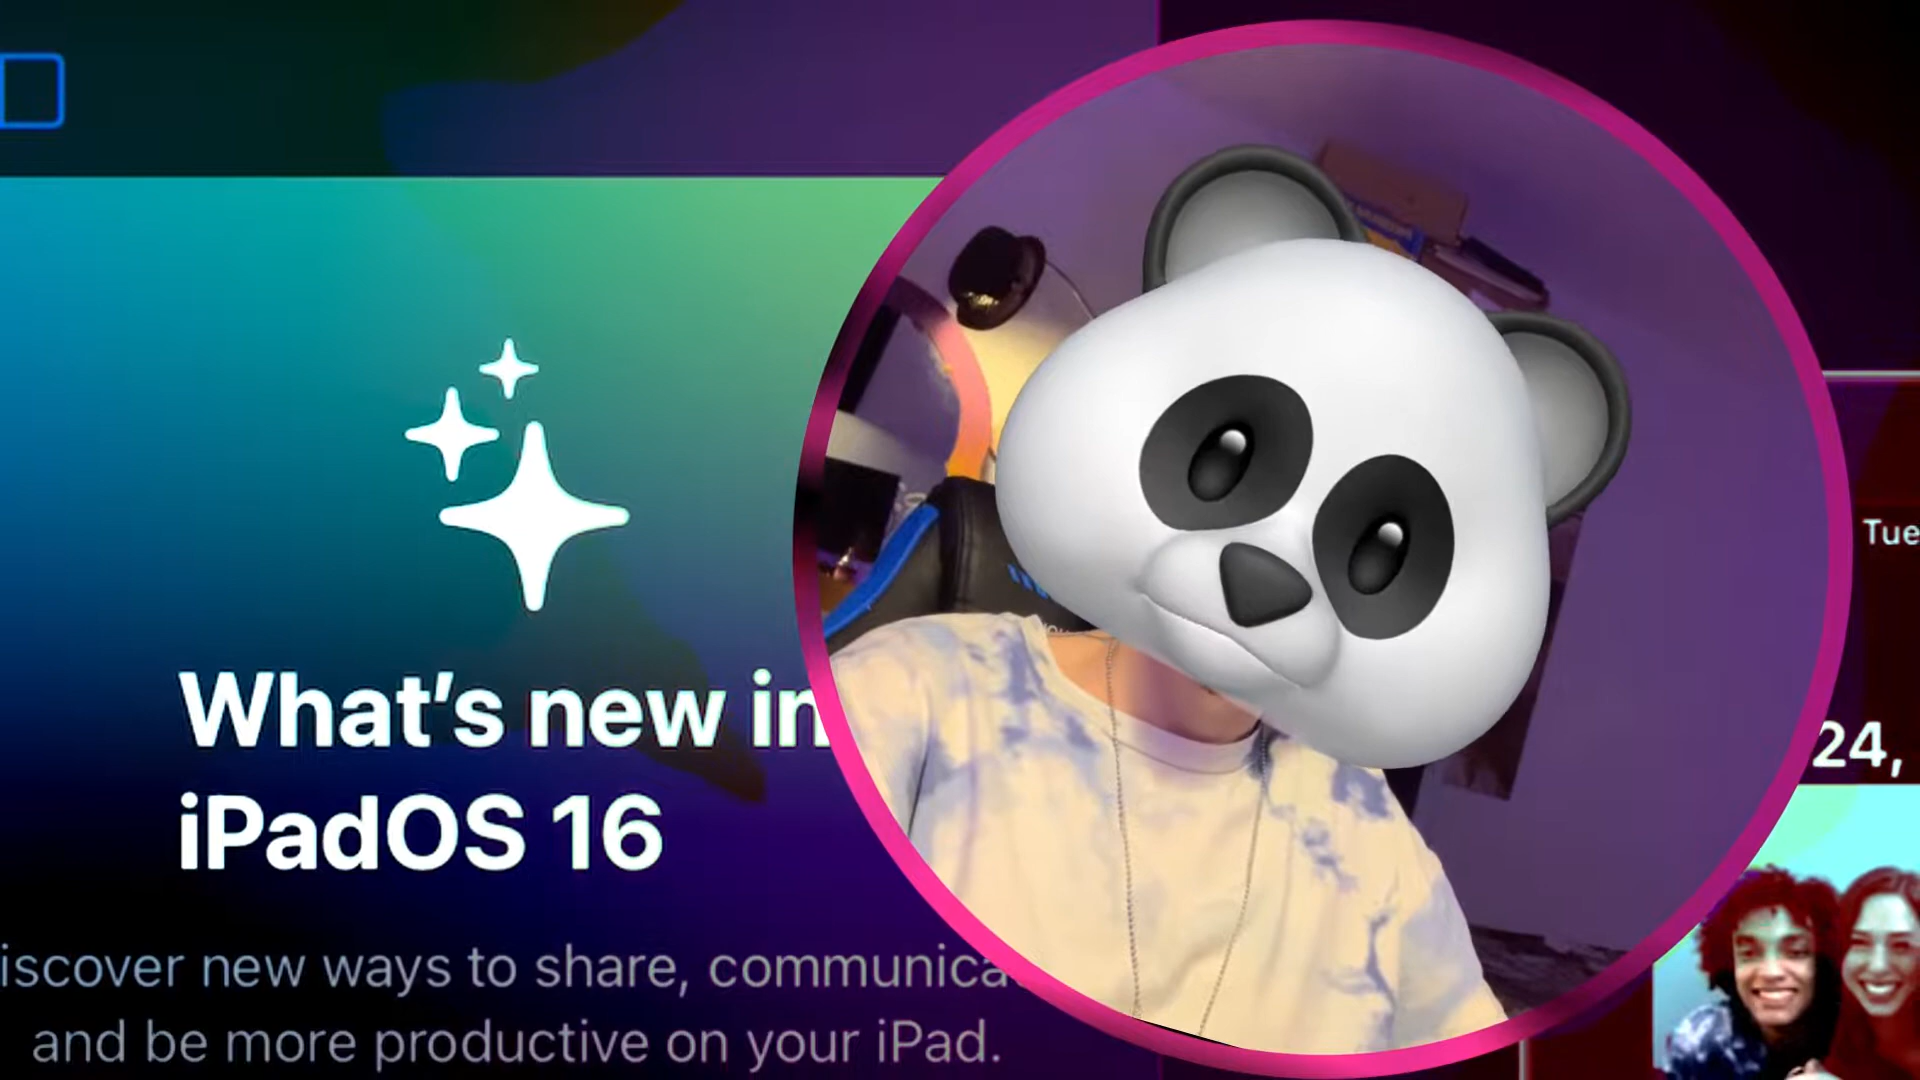 What's new in
iPadOS 16
iscover new ways to share, communica
and be more productive on your iPad.
Tue
24,